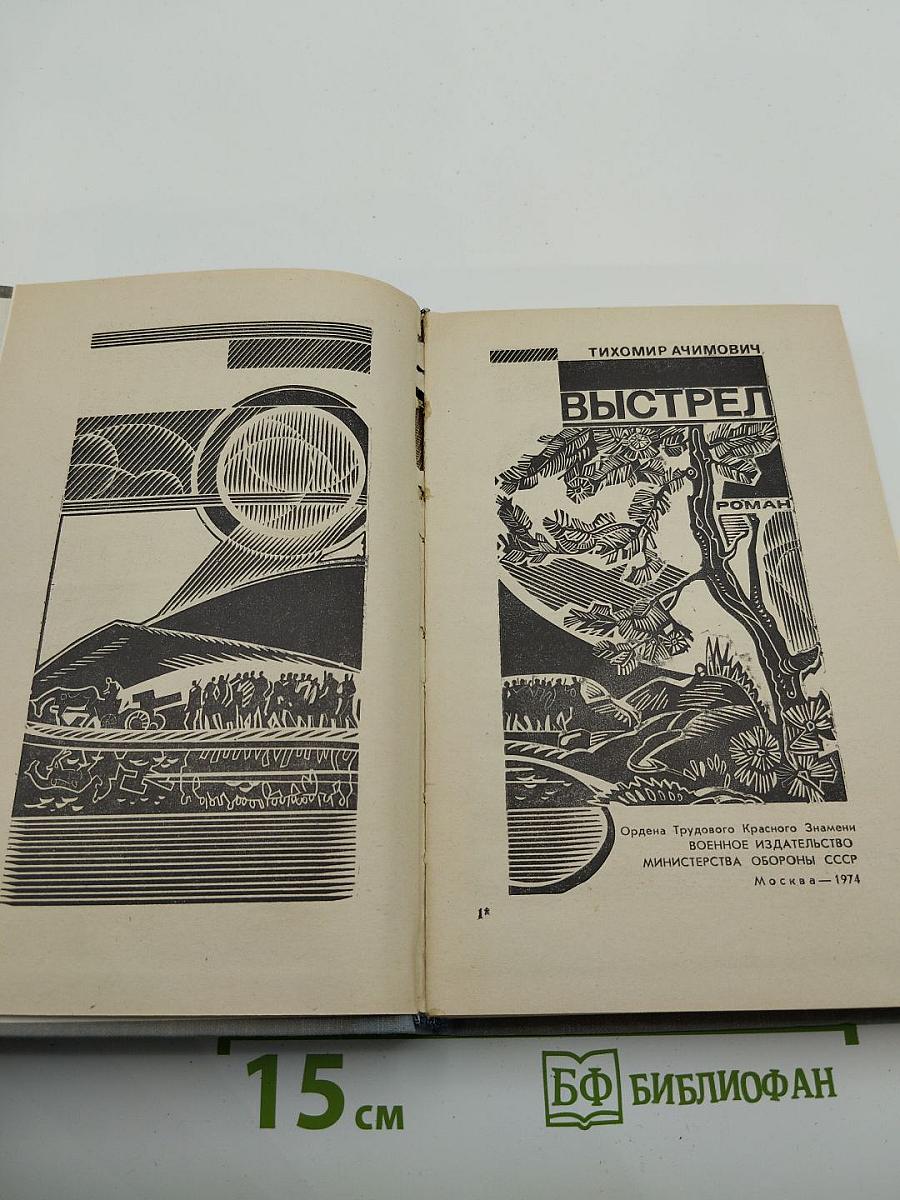 ТИХОМИР АЧИМОВИЧ
ВЫСТРЕЛ
РОМАН
Ордена Трудового Красного Знамени
ВОЕННОЕ ИЗДАТЕЛЬСТВО
МИНИСТЕРСТВА ОБОРОНЫ СССР
Москва—1974
1*
15 см
БФ БИБЛИОФАН